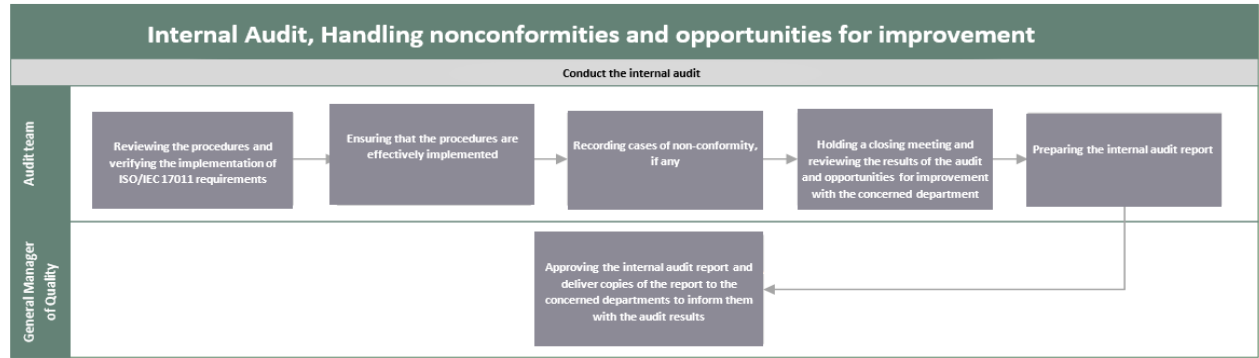 Internal Audit, Handling nonconformities and opportunities for improvement
Conduct the internal audit
Audit team
Reviewing the procedures and
verifying the implementation of
ISO/IEC 17011 requirements
Ensuring that the procedures are
effectively implemented
Recording cases of non-conformity,
if any
Holding a closing meeting and
reviewing the results of the audit
and opportunities for improvement
with the concerned department
Preparing the internal audit report
General Manager
of Quality
Approving the internal audit report and
deliver copies of the report to the
concerned departments to inform them
with the audit results